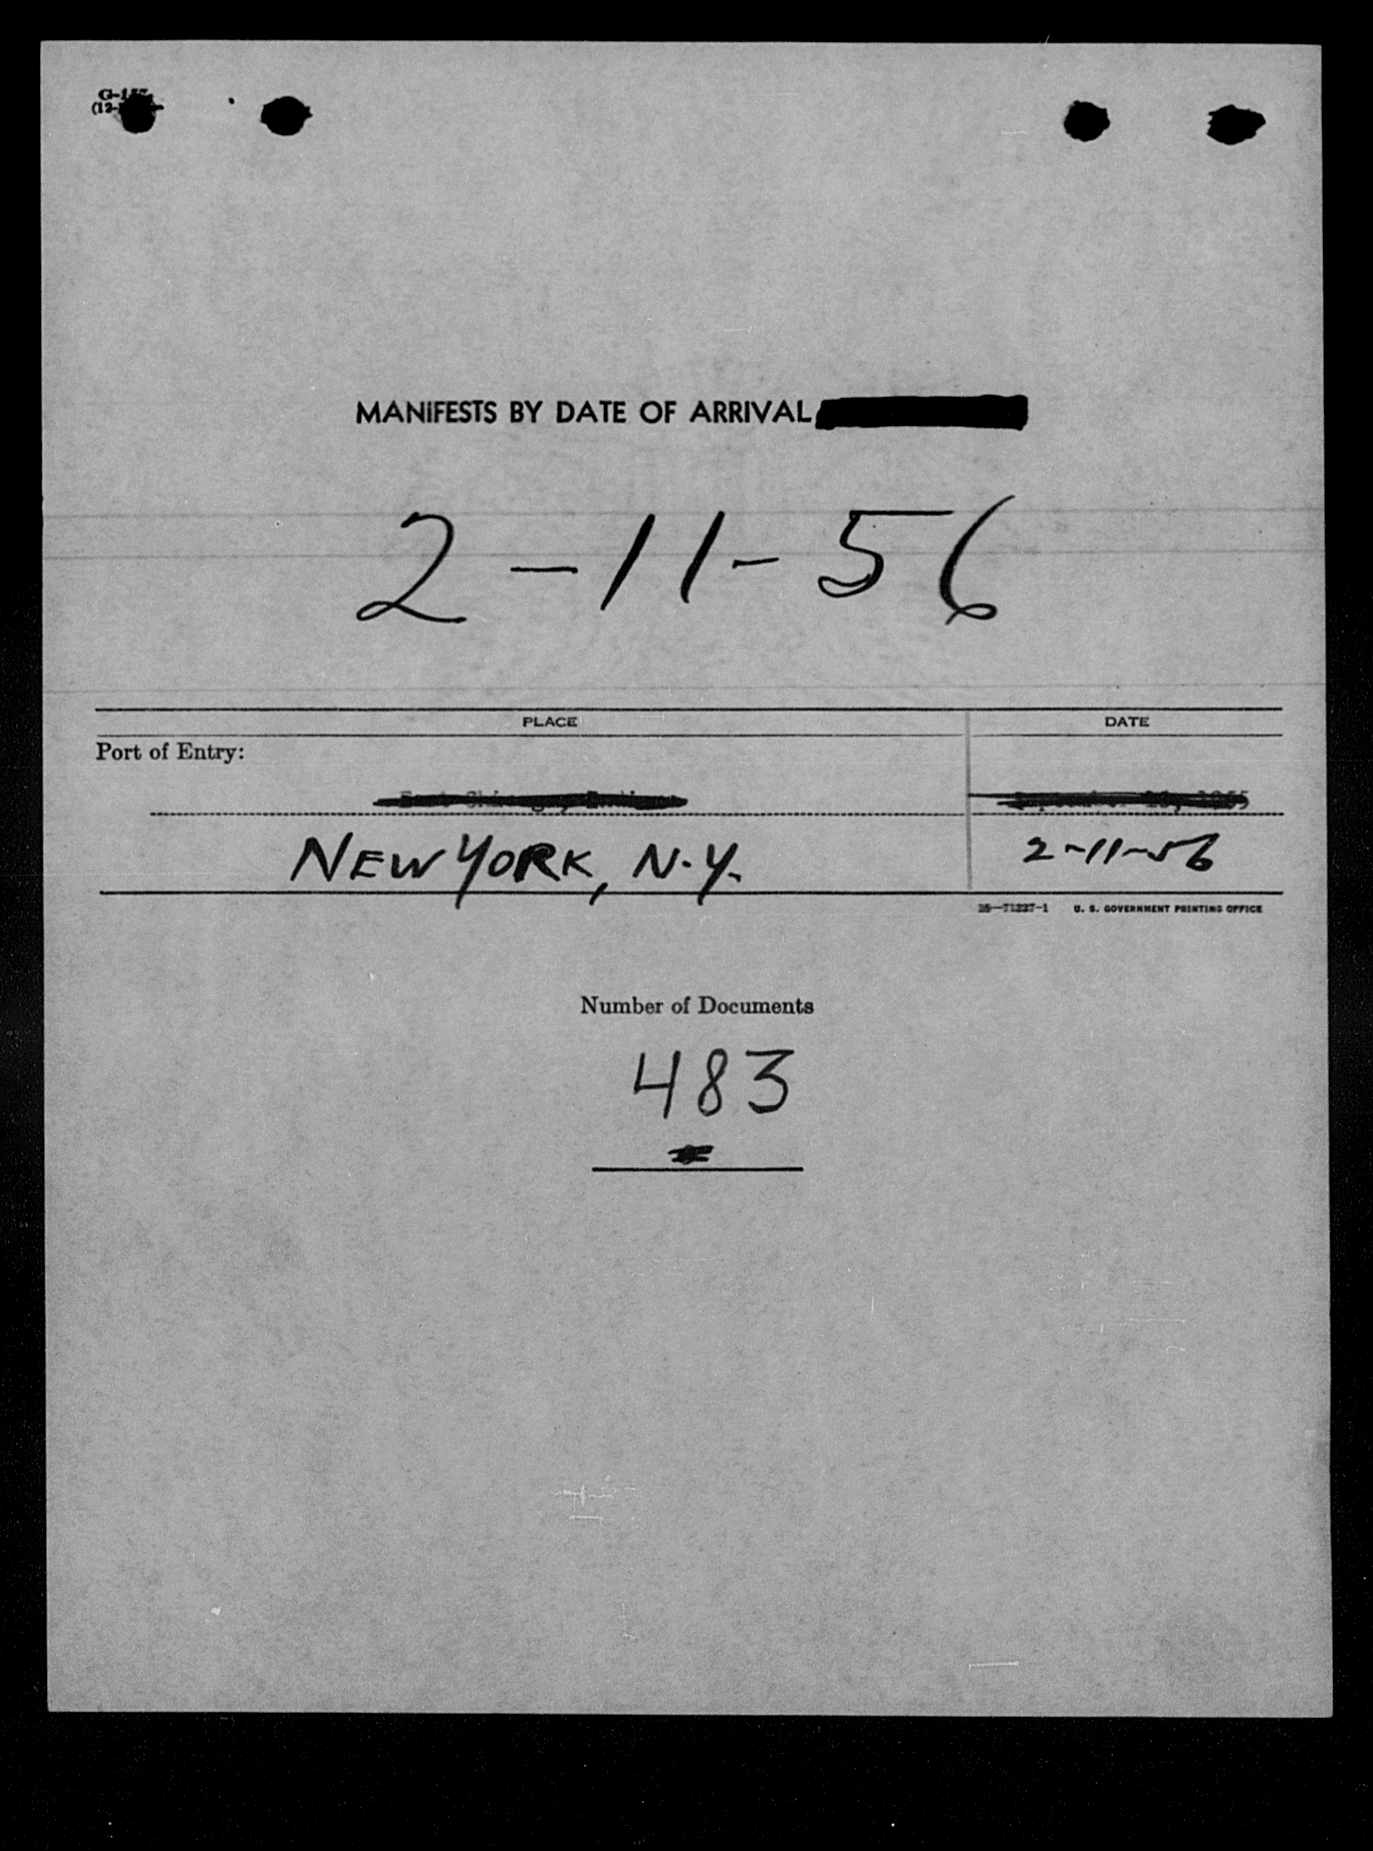 MANIFESTS BY DATE OF ARRIVAL
2-11-56
PLACE DATE
Port of Entry:
NEW YORK, N.Y. 2-11-56
U. S. GOVERNMENT PRINTING OFFICE
Number of Documents
483